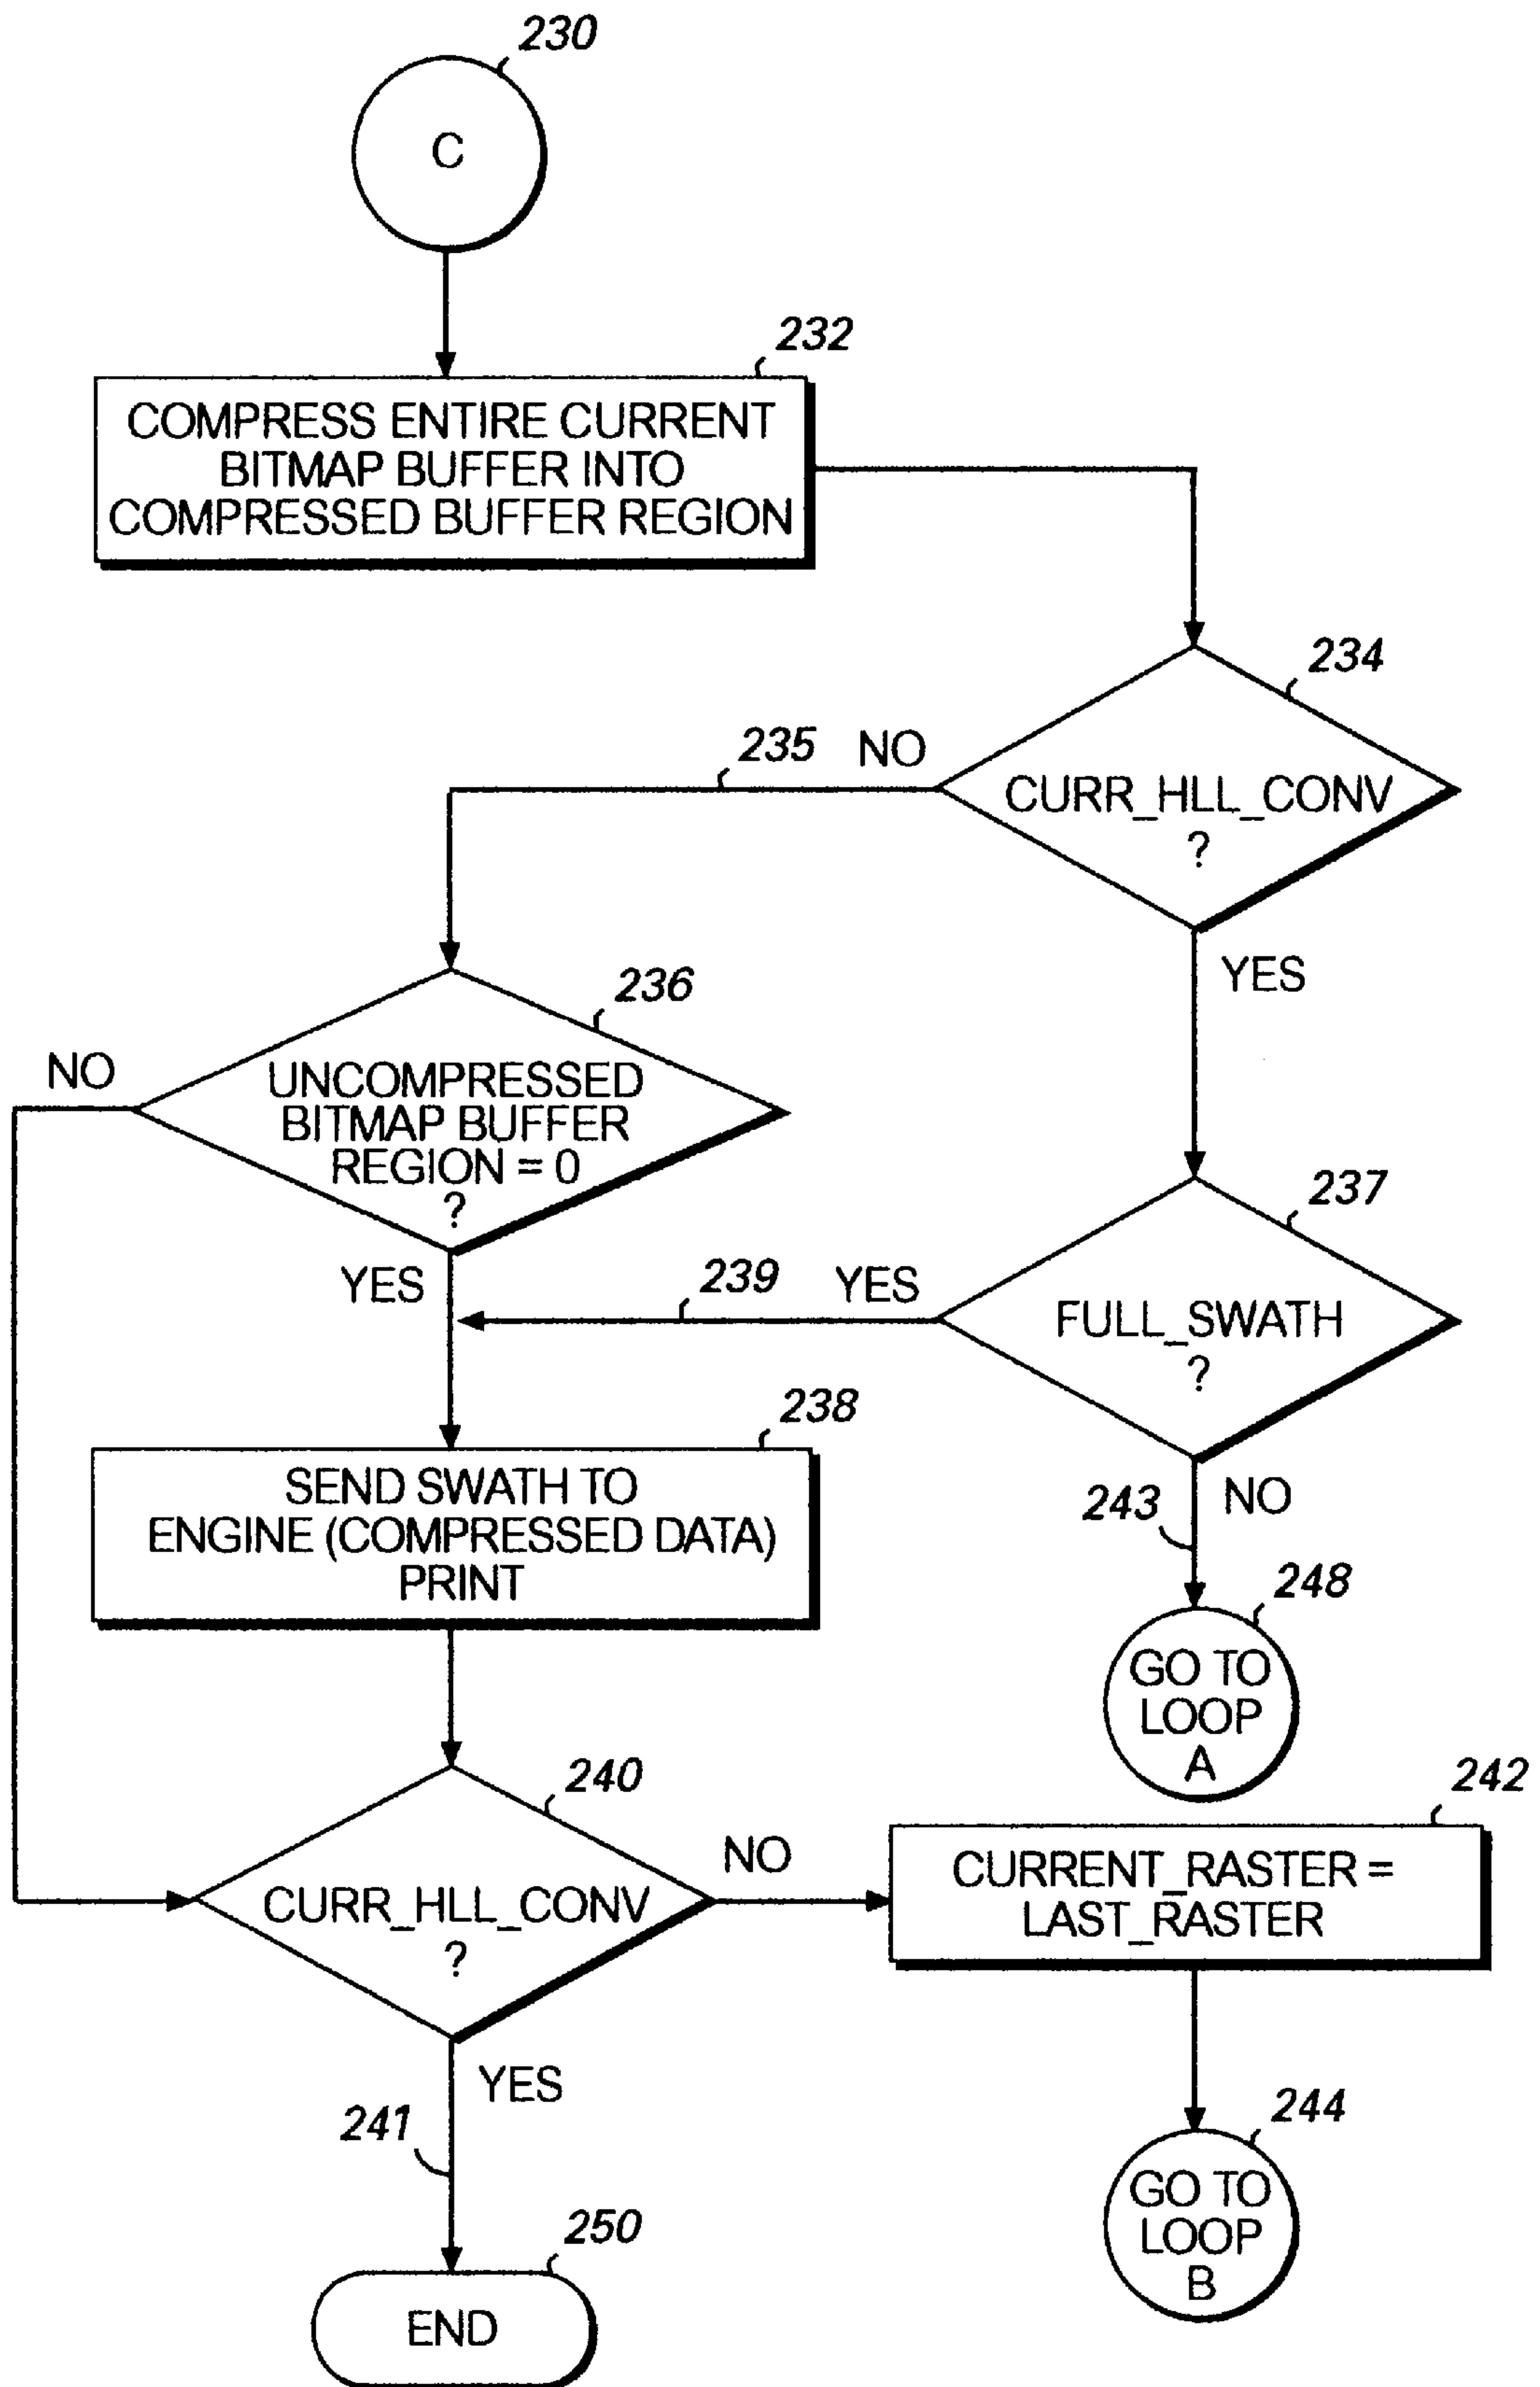 230
C
232
COMPRESS ENTIRE CURRENT
BITMAP BUFFER INTO
COMPRESSED BUFFER REGION
234
235
NO
CURR_HLL_CONV
?
YES
236
NO
UNCOMPRESSED
BITMAP BUFFER
REGION = 0
?
YES
237
239
YES
FULL_SWATH
?
238
SEND SWATH TO
ENGINE (COMPRESSED DATA)
PRINT
243
NO
248
GO TO
LOOP
A
240
CURR_HLL_CONV
?
NO
242
CURRENT_RASTER =
LAST_RASTER
YES
241
244
GO TO
LOOP
B
250
END